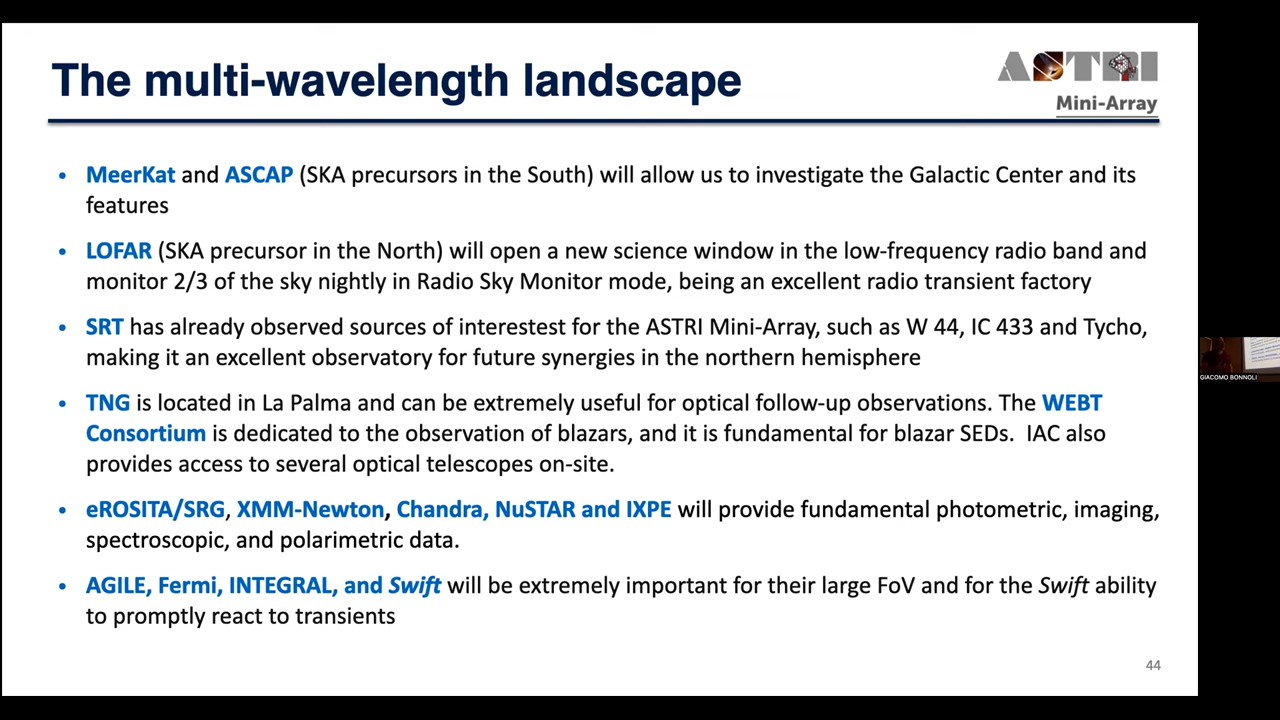 The multi-wavelength landscape
ASTRI
Mini-Array
• MeerKat and ASCAP (SKA precursors in the South) will allow us to investigate the Galactic Center and its
features
• LOFAR (SKA precursor in the North) will open a new science window in the low-frequency radio band and
monitor 2/3 of the sky nightly in Radio Sky Monitor mode, being an excellent radio transient factory
• SRT has already observed sources of interestest for the ASTRI Mini-Array, such as W 44, IC 433 and Tycho,
making it an excellent observatory for future synergies in the northern hemisphere
• TNG is located in La Palma and can be extremely useful for optical follow-up observations. The WEBT
Consortium is dedicated to the observation of blazars, and it is fundamental for blazar SEDs. IAC also
provides access to several optical telescopes on-site.
• eROSITA/SRG, XMM-Newton, Chandra, NuSTAR and IXPE will provide fundamental photometric, imaging,
spectroscopic, and polarimetric data.
• AGILE, Fermi, INTEGRAL, and Swift will be extremely important for their large FoV and for the Swift ability
to promptly react to transients
44
GIACOMO BONNOLI